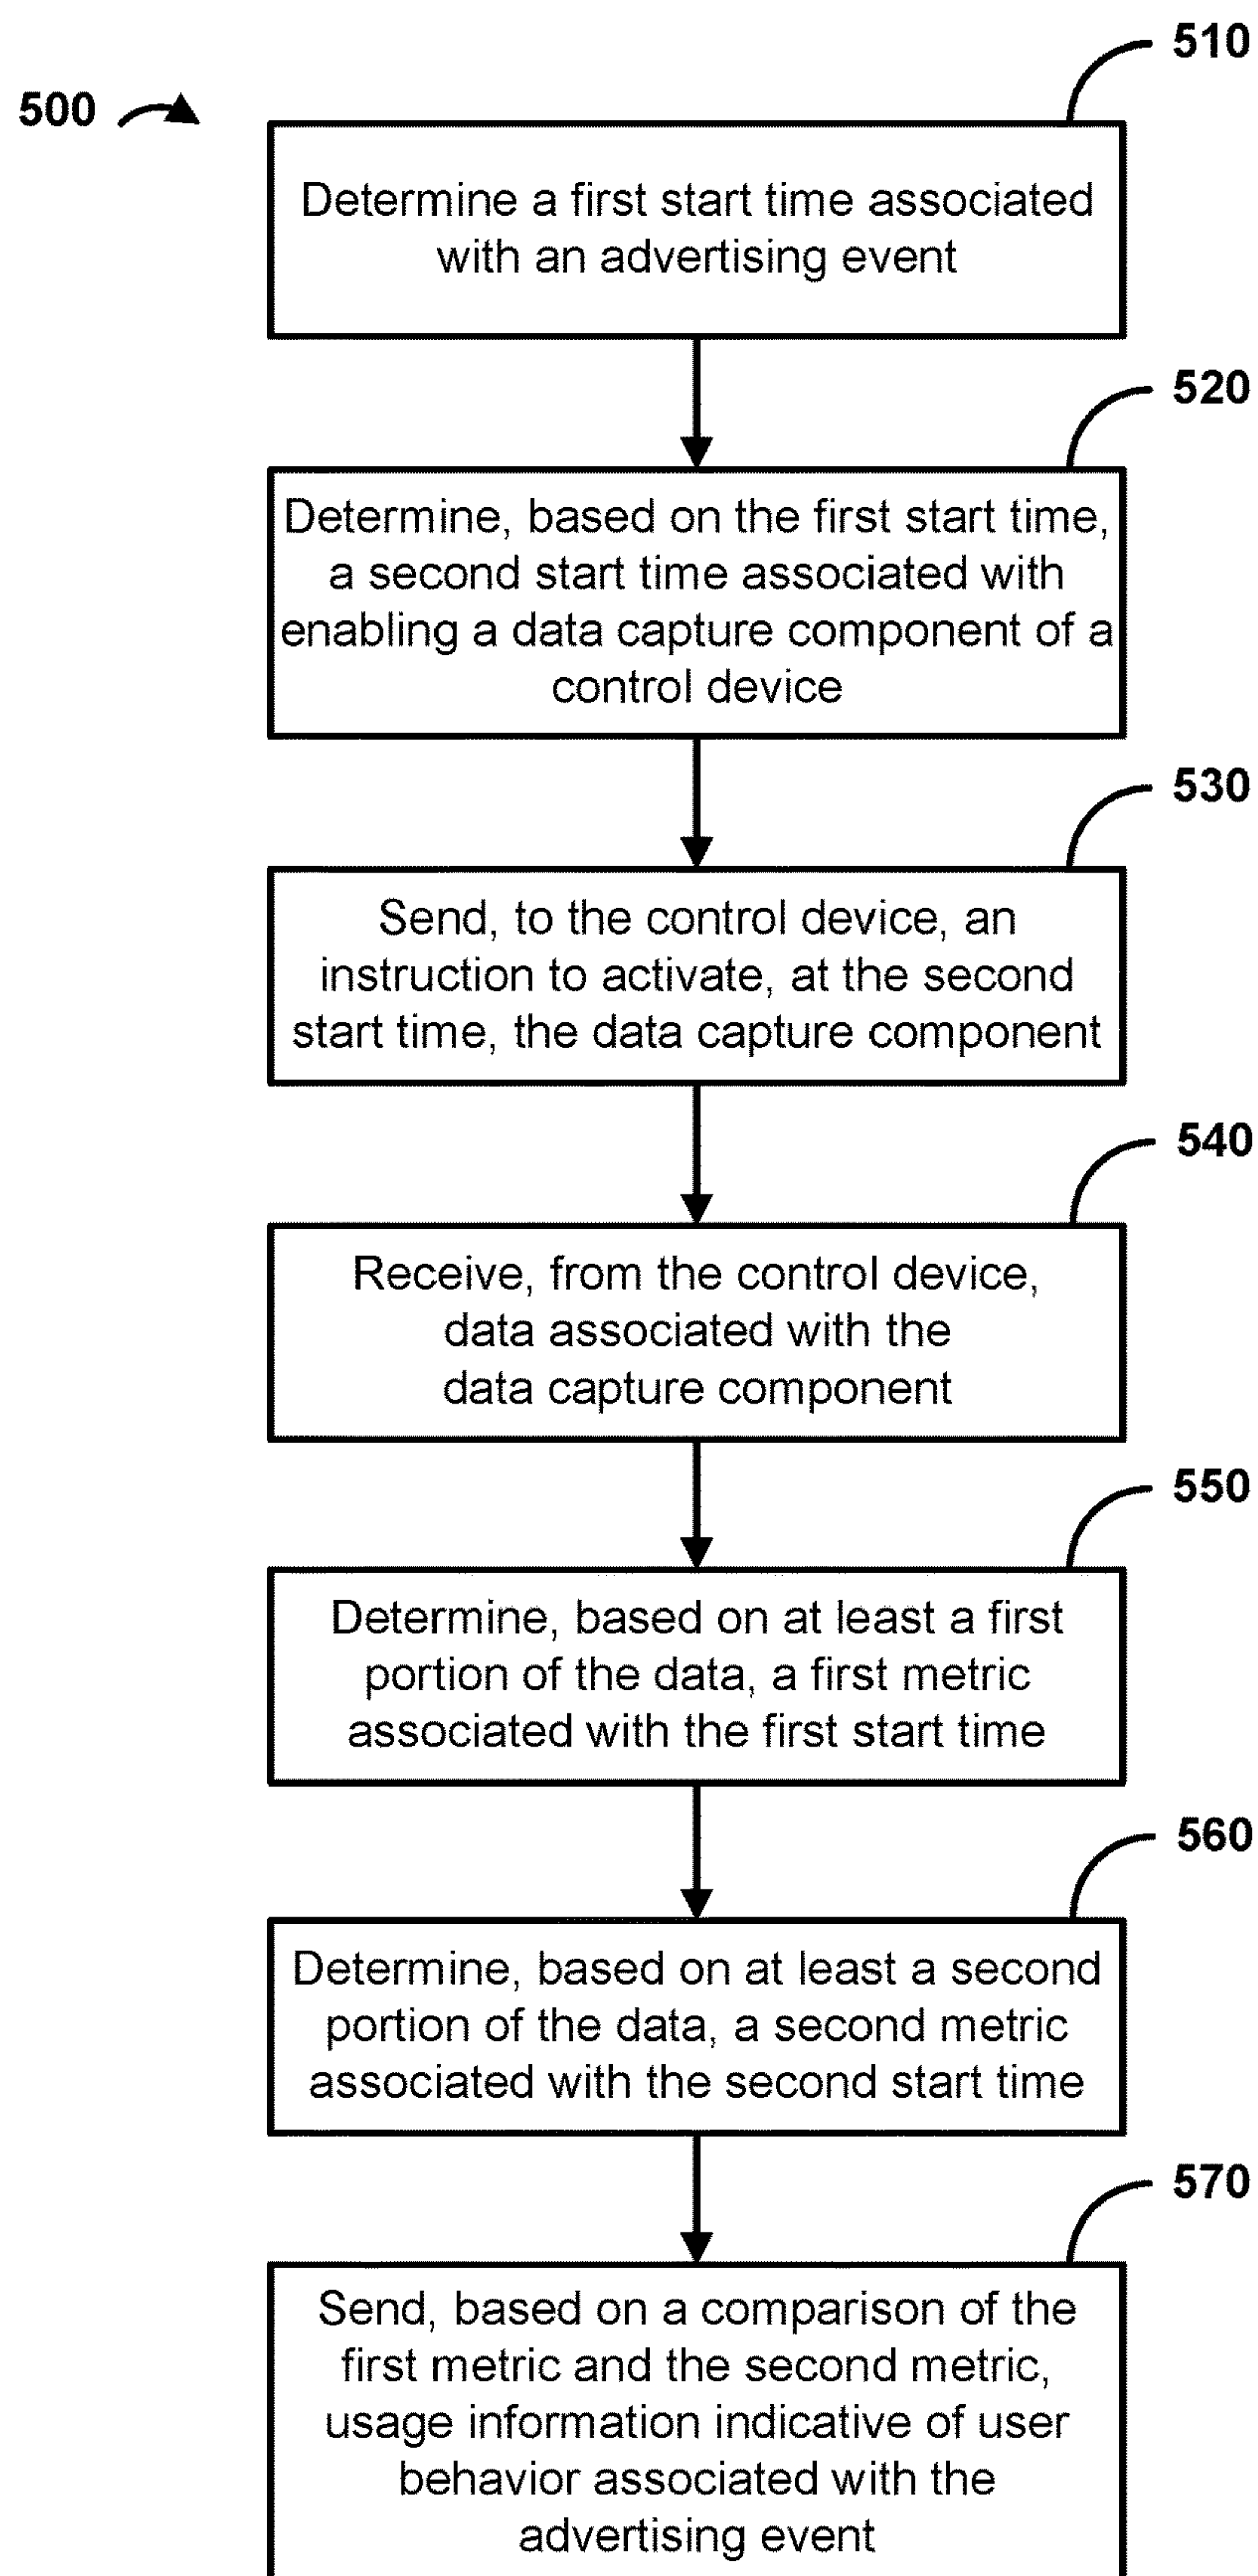 510
500
Determine a first start time associated
with an advertising event
520
Determine, based on the first start time,
a second start time associated with
enabling a data capture component of a
control device
530
Send, to the control device, an
instruction to activate, at the second
start time, the data capture component
540
Receive, from the control device,
data associated with the
data capture component
550
Determine, based on at least a first
portion of the data, a first metric
associated with the first start time
560
Determine, based on at least a second
portion of the data, a second metric
associated with the second start time
570
Send, based on a comparison of the
first metric and the second metric,
usage information indicative of user
behavior associated with the
advertising event